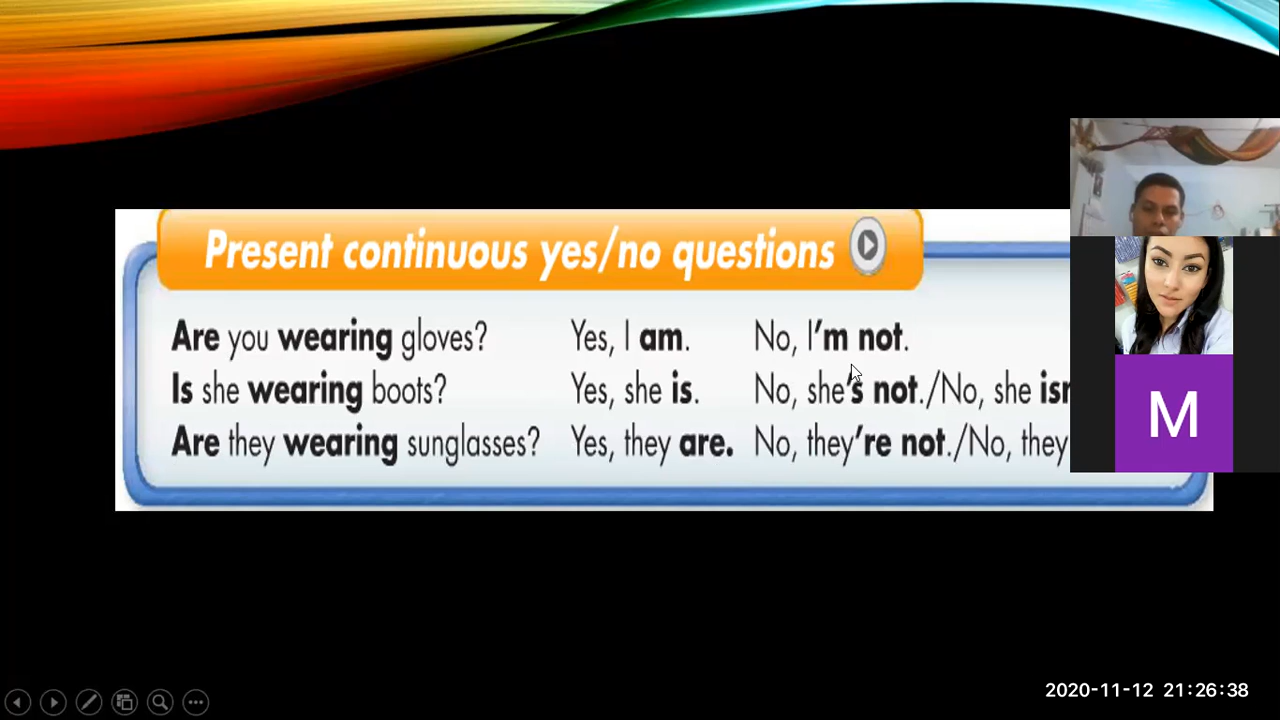 Present continuous yes/no questions
Are you wearing gloves? Yes, I am. No, I'm not.
Is she wearing boots? Yes, she is. No, she's not./No, she
Are they wearing sunglasses? Yes, they are. No, they're not./No, they
M
2020-11-12 21:26:38